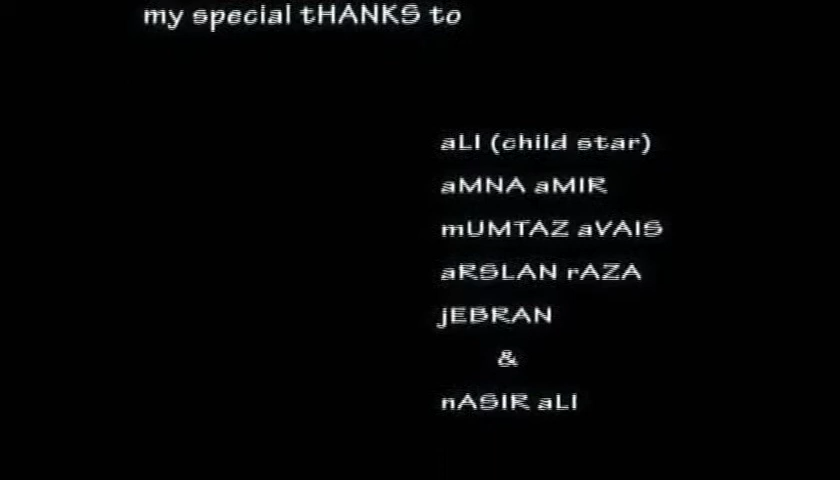 my special tHANKS to
aLI (child star)
aMNA aMIR
mUMTAZ aVAIS
aRSLAN rAZA
jEBRAN
&
nASIR aLI